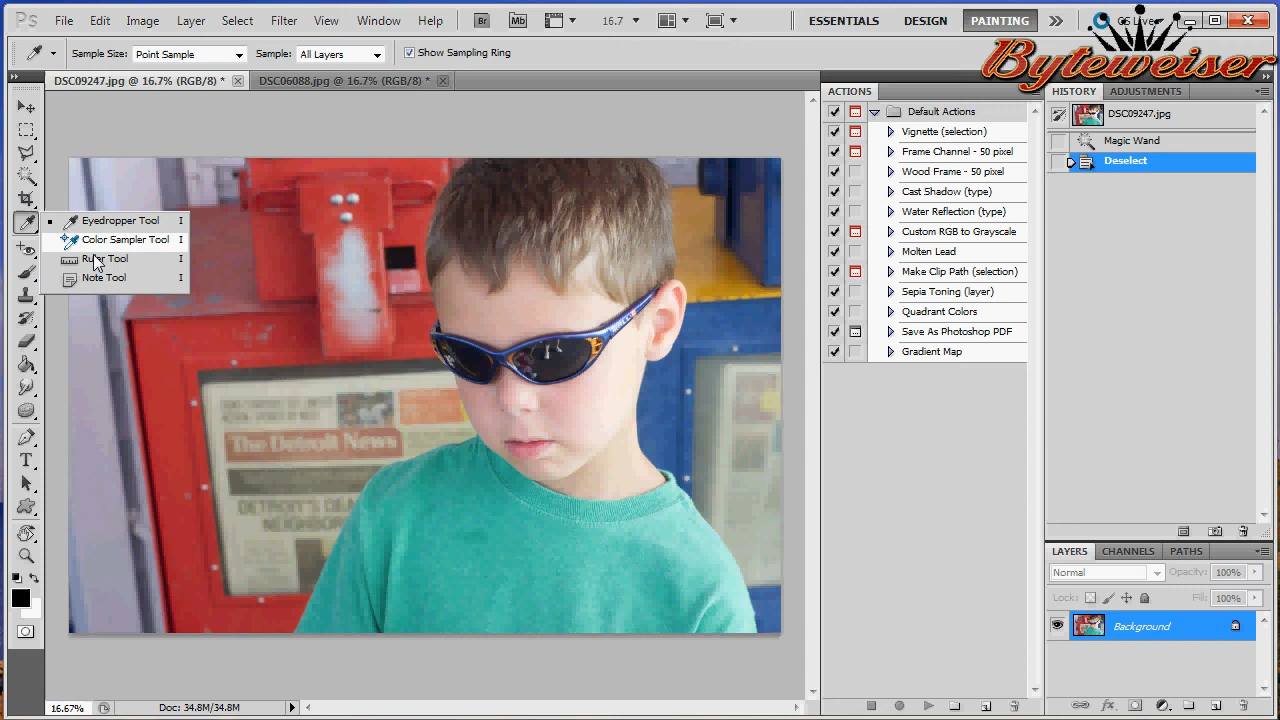 Ps File Edit Image Layer Select Filter View Window Help Br Mb 16.7 ESSENTIALS DESIGN PAINTING CS Live
Byteweiser
Sample Size: Point Sample Sample: All Layers Show Sampling Ring
DSC09247.jpg @ 16.7% (RGB/8) * DSC06088.jpg @ 16.7% (RGB/8) *
Eyedropper Tool I
Color Sampler Tool I
Ruler Tool I
Note Tool I
T
The Detroit News
16.67% Doc: 34.8M/34.8M
ACTIONS
Default Actions
Vignette (selection)
Frame Channel - 50 pixel
Wood Frame - 50 pixel
Cast Shadow (type)
Water Reflection (type)
Custom RGB to Grayscale
Molten Lead
Make Clip Path (selection)
Sepia Toning (layer)
Quadrant Colors
Save As Photoshop PDF
Gradient Map
HISTORY ADJUSTMENTS
DSC09247.jpg
Magic Wand
Deselect
LAYERS CHANNELS PATHS
Normal Opacity: 100%
Lock: Fill: 100%
Background
fx